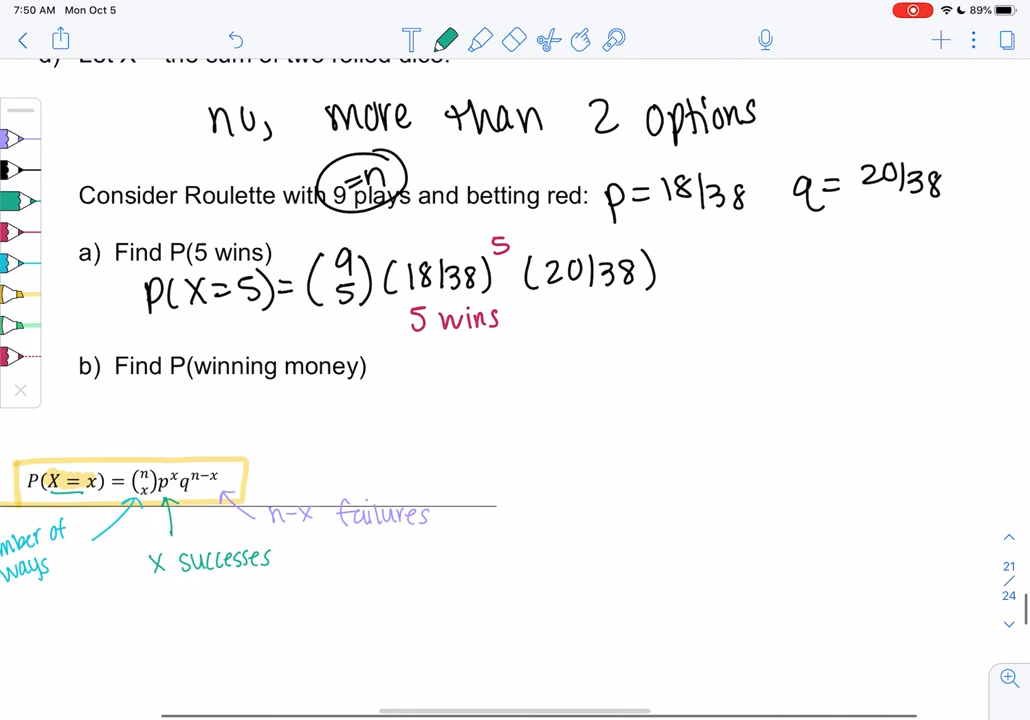 7:50 AM Mon Oct 5
89%
no, more than 2 options
=n
Consider Roulette with 9 plays and betting red: p = 18/38 q = 20/38
a) Find P(5 wins)
P(X=5) = (9 5) (18/38)^5 (20/38)
5 wins
b) Find P(winning money)
P(X = x) = (n x)p^x q^n−x
n-x failures
mber of
ways
x successes
21
/
24